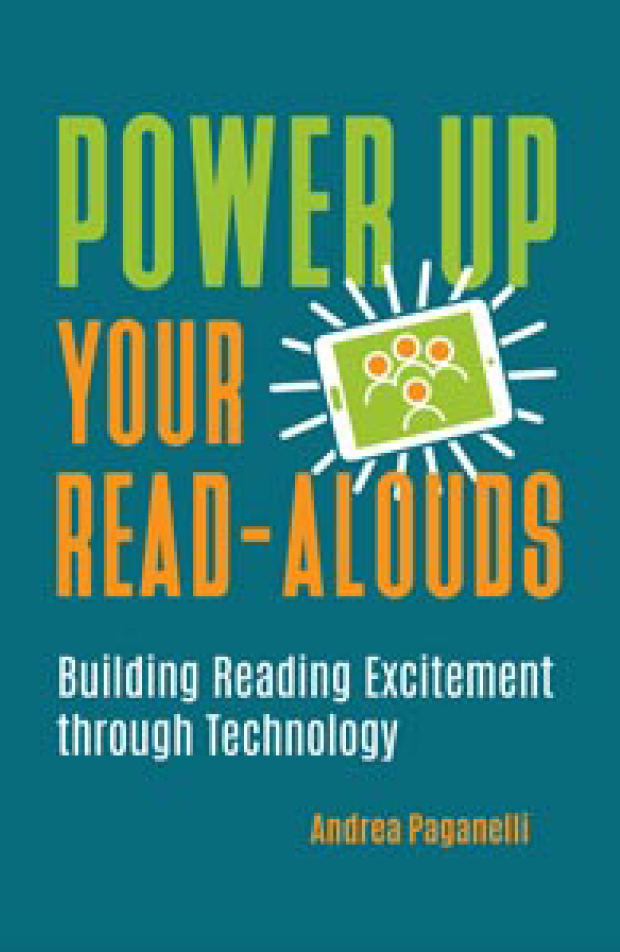 POWER UP
YOUR
READ-ALOUDS
Building Reading Excitement
through Technology
Andrea Paganelli